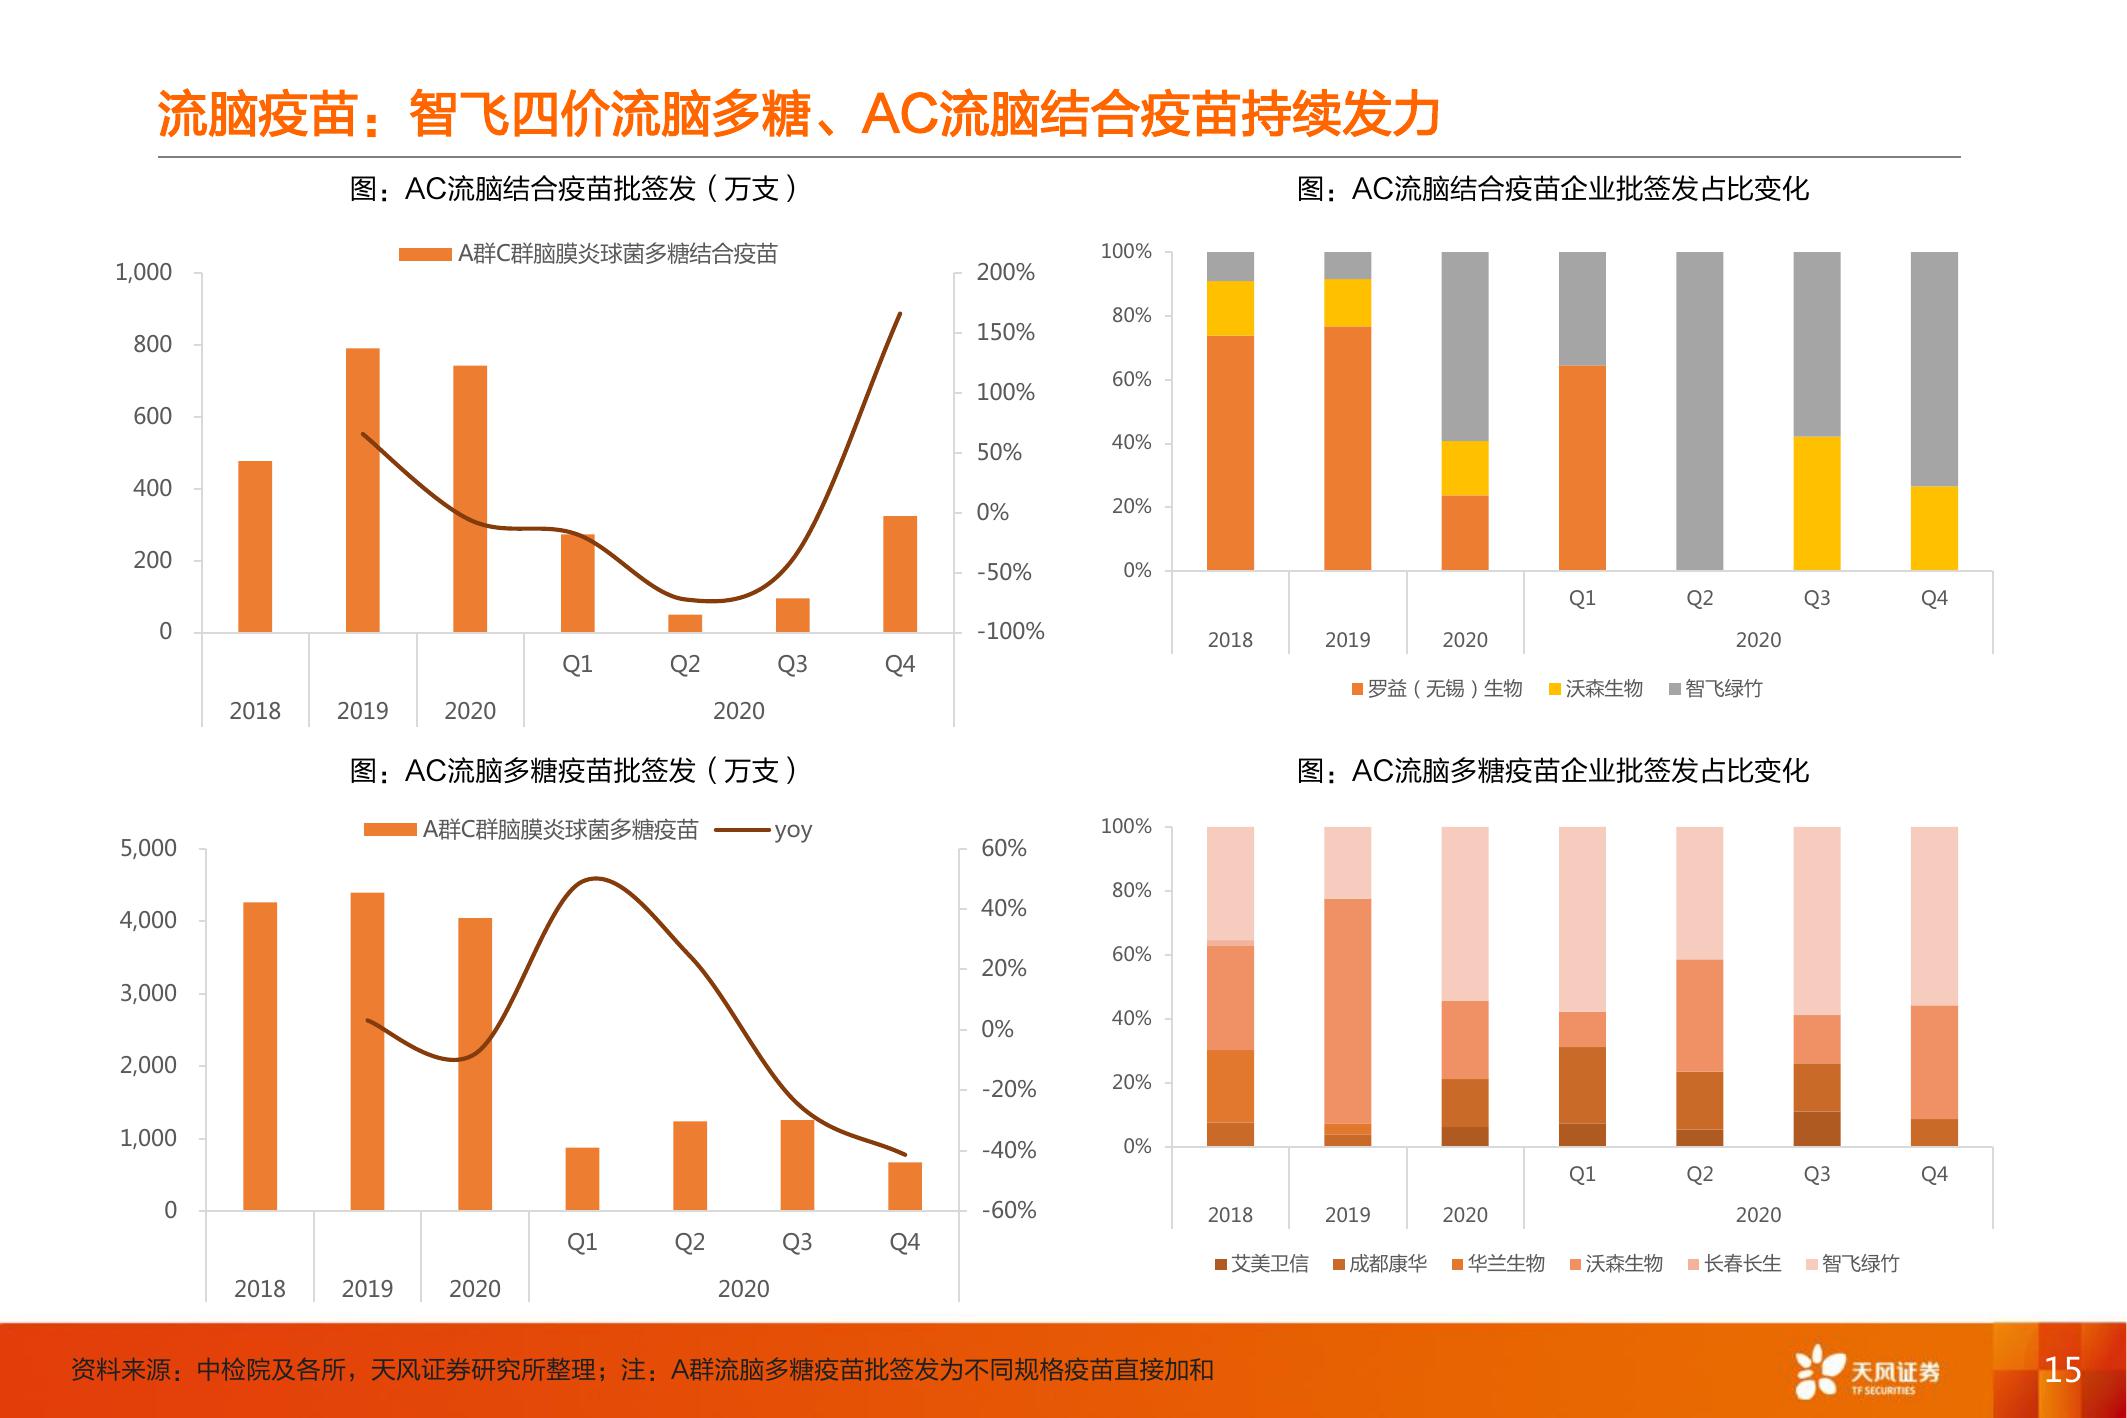 流脑疫苗：智飞四价流脑多糖、AC流脑结合疫苗持续发力
图：AC流脑结合疫苗批签发（万支）
A群C群脑膜炎球菌多糖结合疫苗
1,000
800
600
400
200
0
200%
150%
100%
50%
0%
-50%
-100%
Q1 Q2 Q3 Q4
2018 2019 2020 2020
图：AC流脑结合疫苗企业批签发占比变化
100%
80%
60%
40%
20%
0%
Q1 Q2 Q3 Q4
2018 2019 2020 2020
罗益（无锡）生物 沃森生物 智飞绿竹
图：AC流脑多糖疫苗批签发（万支）
A群C群脑膜炎球菌多糖疫苗 yoy
5,000
4,000
3,000
2,000
1,000
0
60%
40%
20%
0%
-20%
-40%
-60%
Q1 Q2 Q3 Q4
2018 2019 2020 2020
图：AC流脑多糖疫苗企业批签发占比变化
100%
80%
60%
40%
20%
0%
Q1 Q2 Q3 Q4
2018 2019 2020 2020
艾美卫信 成都康华 华兰生物 沃森生物 长春长生 智飞绿竹
资料来源：中检院及各所，天风证券研究所整理；注：A群流脑多糖疫苗批签发为不同规格疫苗直接加和
天风证券
TF SECURITIES
15